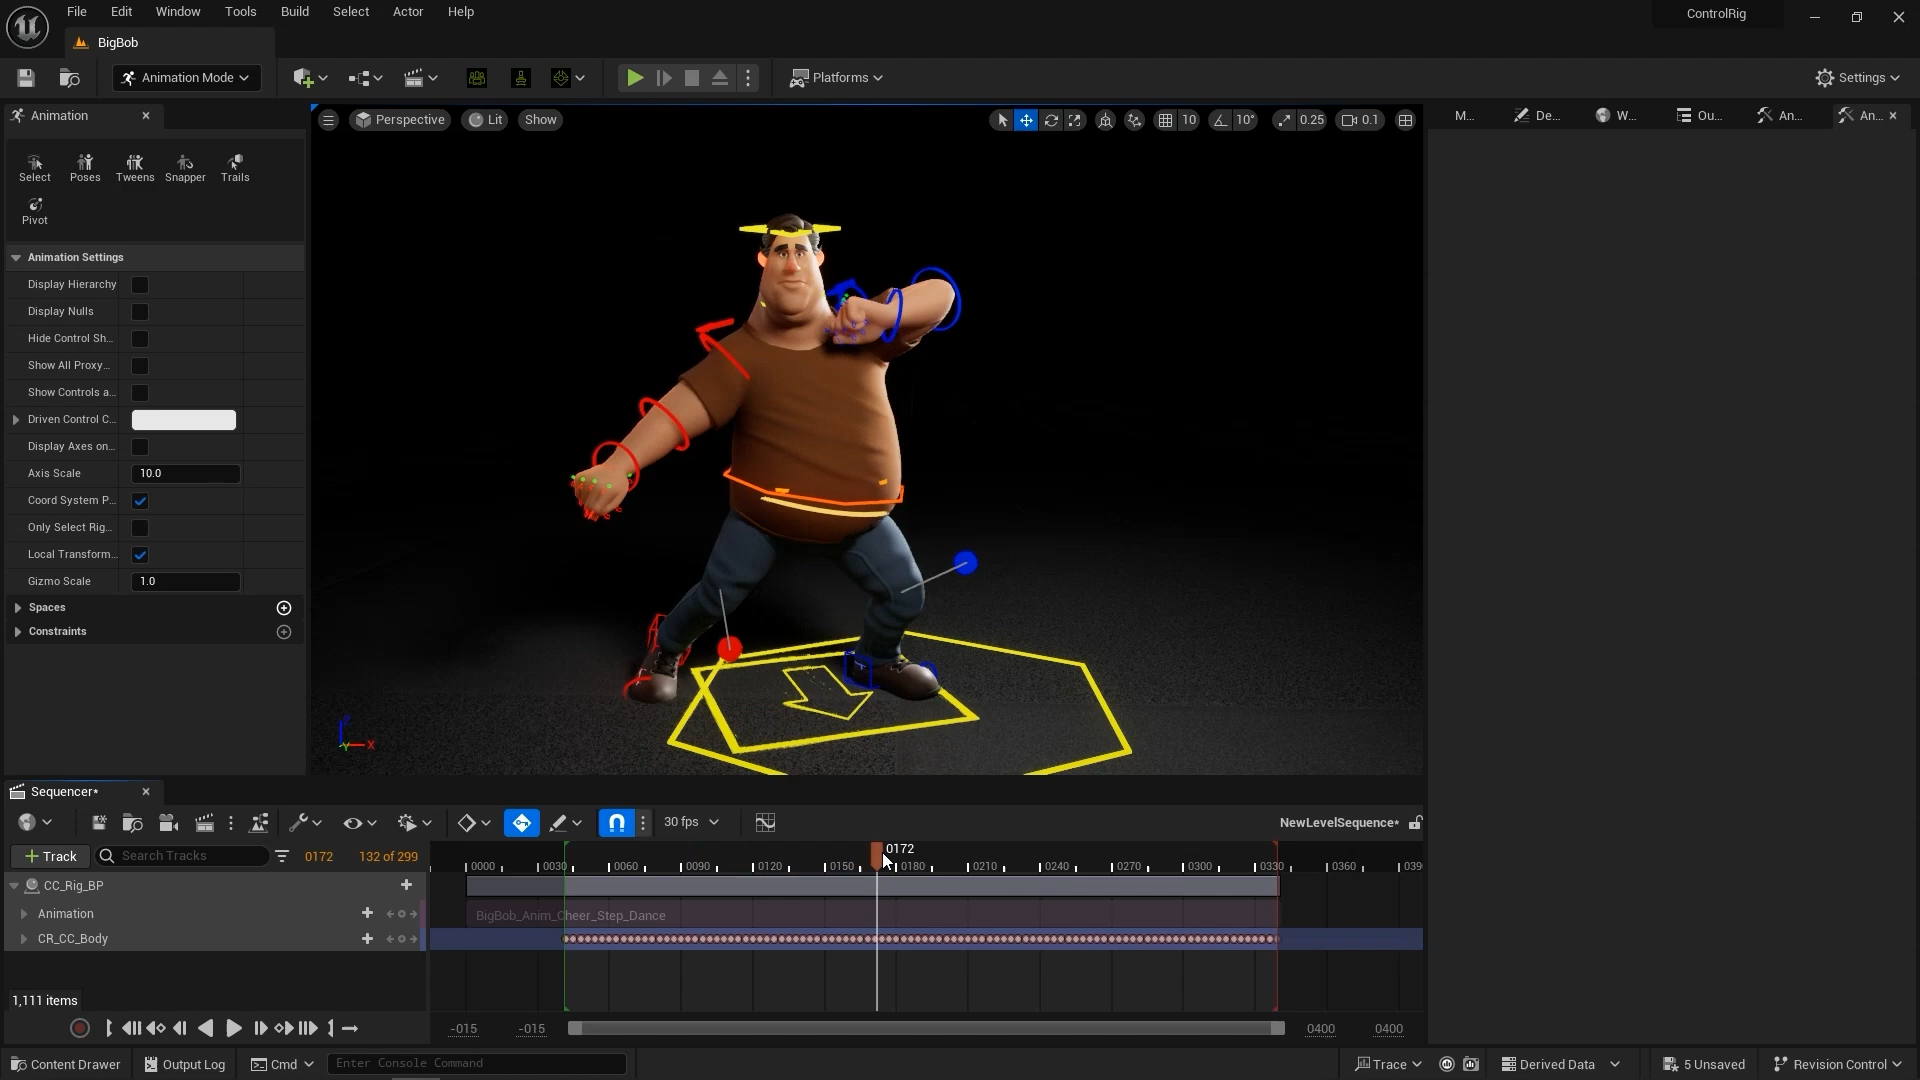 File Edit Window Tools Build Select Actor Help
ControlRig
BigBob
Animation Mode
Platforms
Settings
Animation
Perspective Lit Show
10 10° 0.25 0.1
M... De... W... Ou... An... An...
Select Poses Tweens Snapper Trails
Pivot
Animation Settings
Display Hierarchy
Display Nulls
Hide Control Sh...
Show All Proxy...
Show Controls a...
Driven Control C...
Display Axes on...
Axis Scale 10.0
Coord System P...
Only Select Rig...
Local Transform...
Gizmo Scale 1.0
Spaces
Constraints
Z
Y X
Sequencer*
30 fps
NewLevelSequence*
+ Track Search Tracks 0172 132 of 299
0172
0000 0030 0060 0090 0120 0150 0180 0210 0240 0270 0300 0330 0360 039
CC_Rig_BP
Animation
BigBob_Anim_Cheer_Step_Dance
CR_CC_Body
1,111 items
-015 -015 0400 0400
Content Drawer Output Log Cmd Enter Console Command Trace Derived Data 5 Unsaved Revision Control